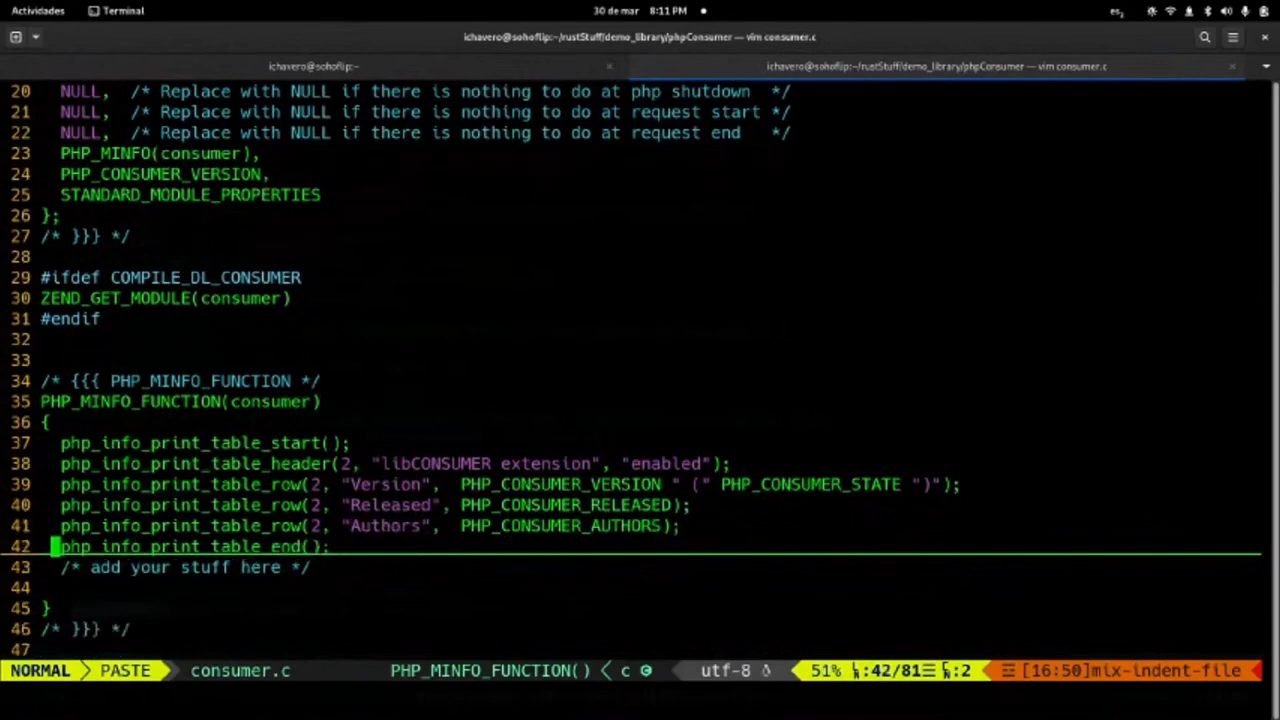 Actividades Terminal 30 de mar 8:11 PM es₂
ichavero@sohoflip:~/rustStuff/demo_library/phpConsumer — vim consumer.c
ichavero@sohoflip:~ ichavero@sohoflip:~/rustStuff/demo_library/phpConsumer — vim consumer.c
20 NULL, /* Replace with NULL if there is nothing to do at php shutdown */
21 NULL, /* Replace with NULL if there is nothing to do at request start */
22 NULL, /* Replace with NULL if there is nothing to do at request end */
23 PHP_MINFO(consumer),
24 PHP_CONSUMER_VERSION,
25 STANDARD_MODULE_PROPERTIES
26 };
27 /* }}} */
28
29 #ifdef COMPILE_DL_CONSUMER
30 ZEND_GET_MODULE(consumer)
31 #endif
32
33
34 /* {{{ PHP_MINFO_FUNCTION */
35 PHP_MINFO_FUNCTION(consumer)
36 {
37 php_info_print_table_start();
38 php_info_print_table_header(2, "libCONSUMER extension", "enabled");
39 php_info_print_table_row(2, "Version", PHP_CONSUMER_VERSION " (" PHP_CONSUMER_STATE ")");
40 php_info_print_table_row(2, "Released", PHP_CONSUMER_RELEASED);
41 php_info_print_table_row(2, "Authors", PHP_CONSUMER_AUTHORS);
42 php_info_print_table_end();
43 /* add your stuff here */
44
45 }
46 /* }}} */
47
NORMAL PASTE consumer.c PHP_MINFO_FUNCTION() < c utf-8 51% :42/81 :2 [16:50]mix-indent-file